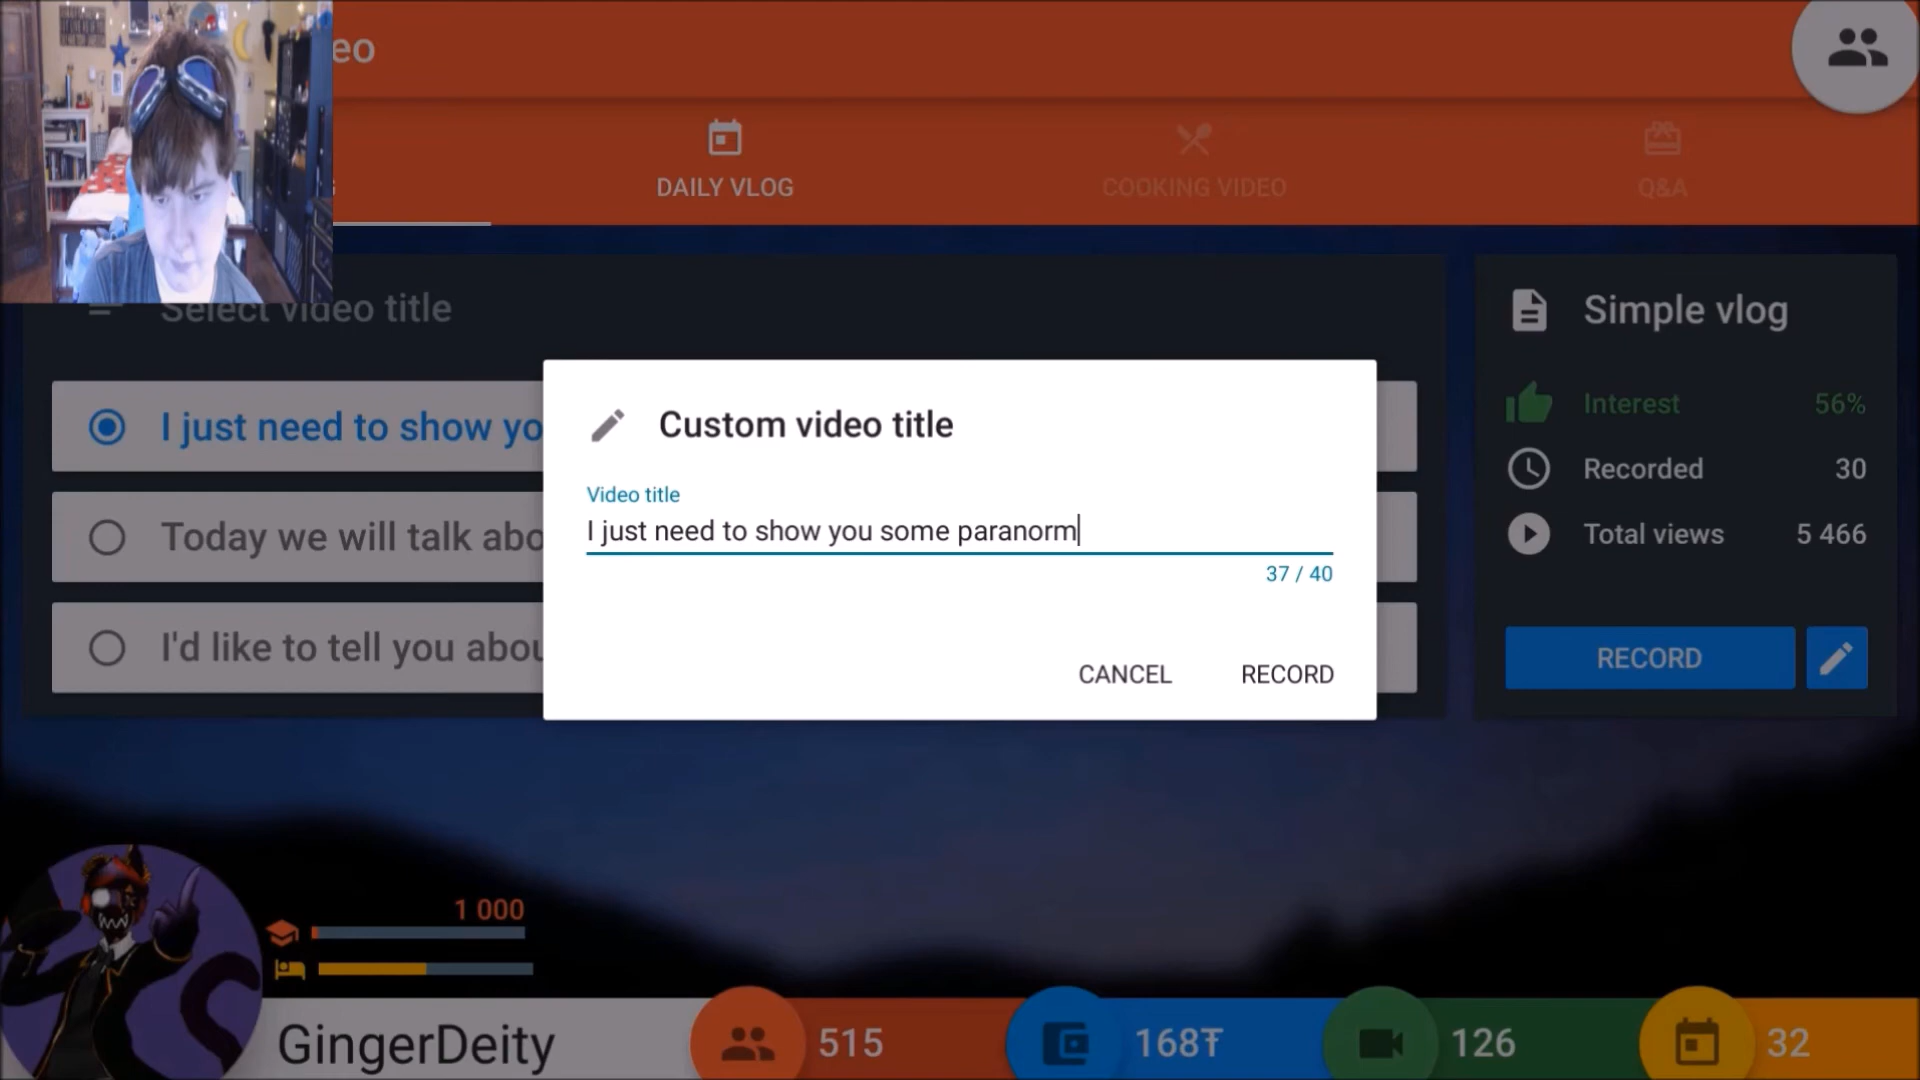 eo
DAILY VLOG
COOKING VIDEO
Q&A
Select video title
Simple vlog
I just need to show yo
Interest 56%
Custom video title
Recorded 30
Video title
I just need to show you some paranorm
Today we will talk abo
Total views 5 466
37 / 40
I'd like to tell you abou
CANCEL RECORD
RECORD
1 000
GingerDeity
515
168₸
126
32